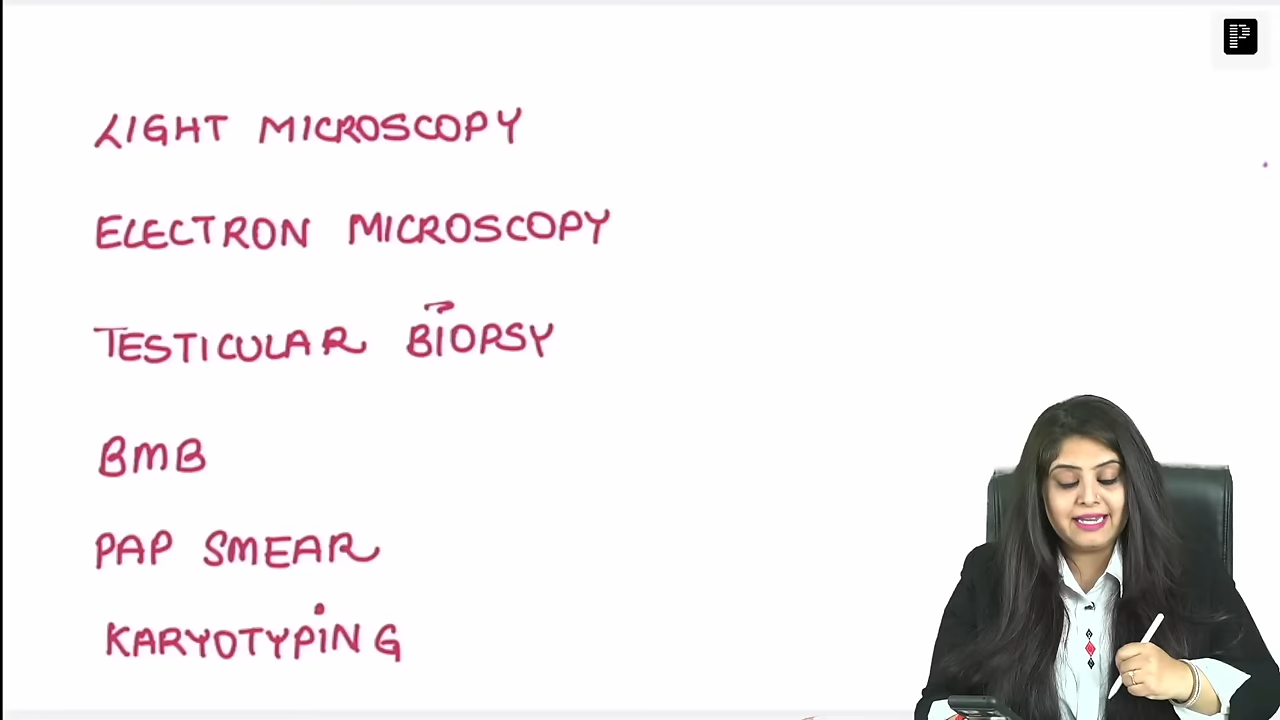 LIGHT MICROSCOPY
ELECTRON MICROSCOPY
TESTICULAR BIOPSY
BMB
PAP SMEAR
KARYOTYPING
P